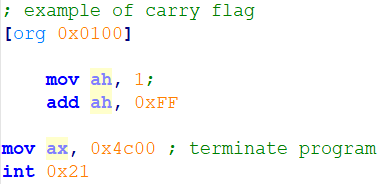 ; example of carry flag
[org 0x0100]
mov ah, 1;
add ah, 0xFF
mov ax, 0x4c00 ; terminate program
int 0x21